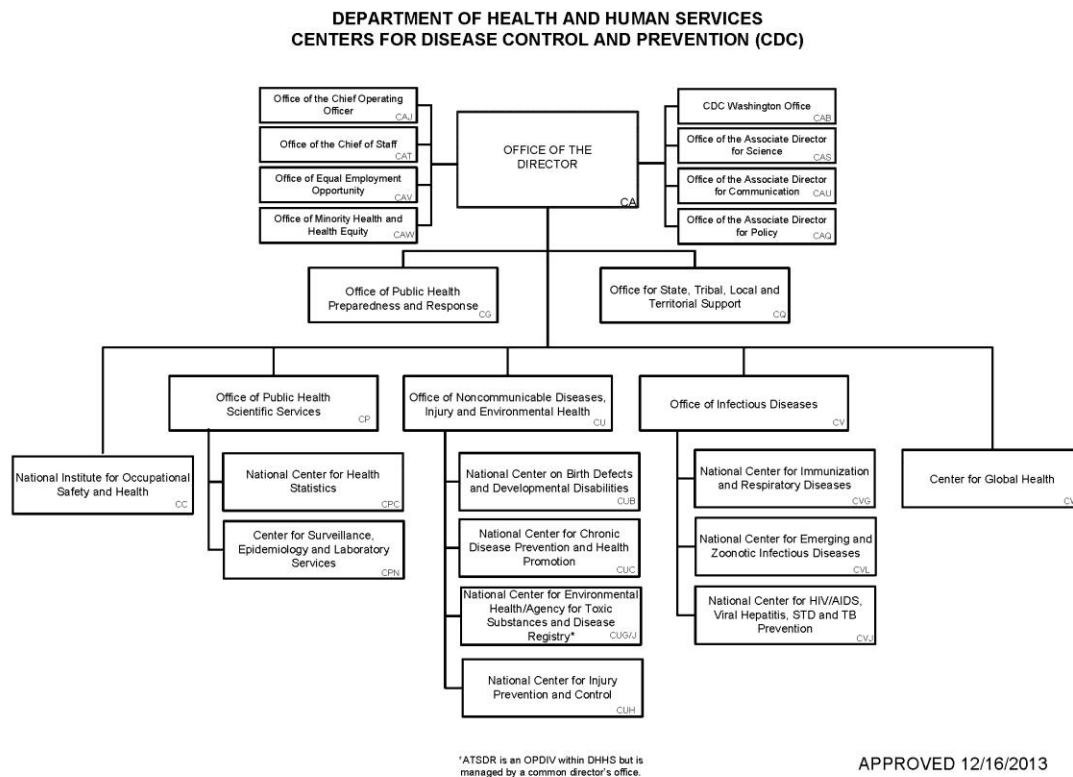 DEPARTMENT OF HEALTH AND HUMAN SERVICES
CENTERS FOR DISEASE CONTROL AND PREVENTION (CDC)
Office of the Chief Operating
Officer
CAJ
Office of the Chief of Staff
CAT
Office of Equal Employment
Opportunity
CAV
Office of Minority Health and
Health Equity
CAW
OFFICE OF THE
DIRECTOR
CA
CDC Washington Office
CAB
Office of the Associate Director
for Science
CAS
Office of the Associate Director
for Communication
CAU
Office of the Associate Director
for Policy
CAQ
Office of Public Health
Preparedness and Response
CG
Office for State, Tribal, Local and
Territorial Support
CQ
Office of Public Health
Scientific Services
CP
Office of Noncommunicable Diseases,
Injury and Environmental Health
CU
Office of Infectious Diseases
CV
National Institute for Occupational
Safety and Health
CC
National Center for Health
Statistics
CPC
Center for Surveillance,
Epidemiology and Laboratory
Services
CPN
National Center on Birth Defects
and Developmental Disabilities
CUB
National Center for Chronic
Disease Prevention and Health
Promotion
CUC
National Center for Environmental
Health/Agency for Toxic
Substances and Disease
Registry*
CUG/J
National Center for Injury
Prevention and Control
CUH
National Center for Immunization
and Respiratory Diseases
CVG
National Center for Emerging and
Zoonotic Infectious Diseases
CVL
National Center for HIV/AIDS,
Viral Hepatitis, STD and TB
Prevention
CVJ
Center for Global Health
*ATSDR is an OPDIV within DHHS but is
managed by a common director's office.
APPROVED 12/16/2013